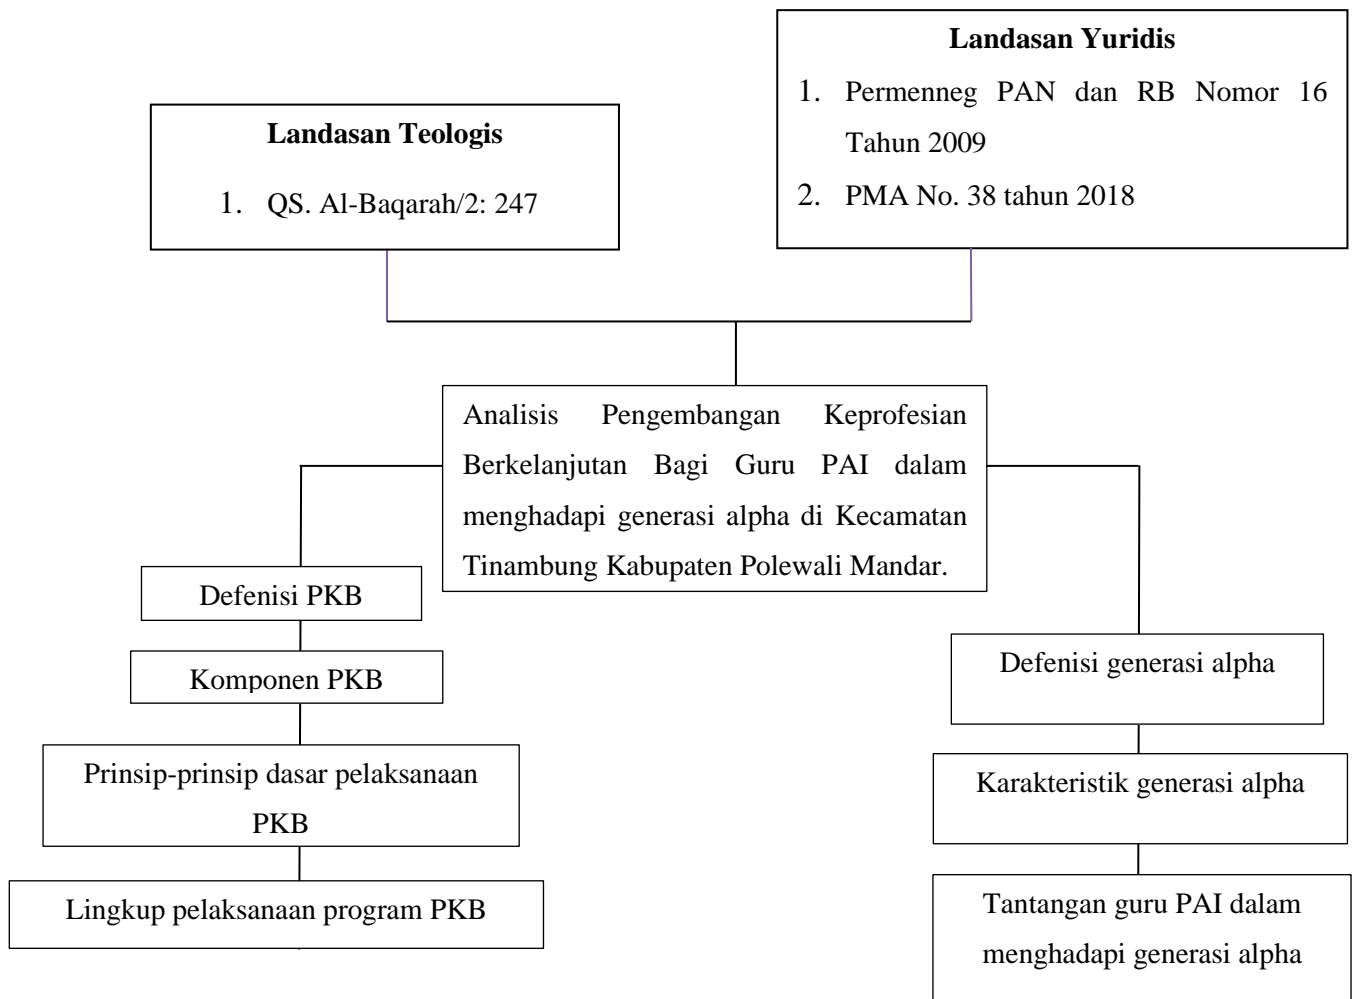 Landasan Teologis
1. QS. Al-Baqarah/2: 247
Landasan Yuridis
1. Permenneg PAN dan RB Nomor 16
Tahun 2009
2. PMA No. 38 tahun 2018
Analisis Pengembangan Keprofesian
Berkelanjutan Bagi Guru PAI dalam
menghadapi generasi alpha di Kecamatan
Tinambung Kabupaten Polewali Mandar.
Defenisi PKB
Komponen PKB
Prinsip-prinsip dasar pelaksanaan
PKB
Lingkup pelaksanaan program PKB
Defenisi generasi alpha
Karakteristik generasi alpha
Tantangan guru PAI dalam
menghadapi generasi alpha